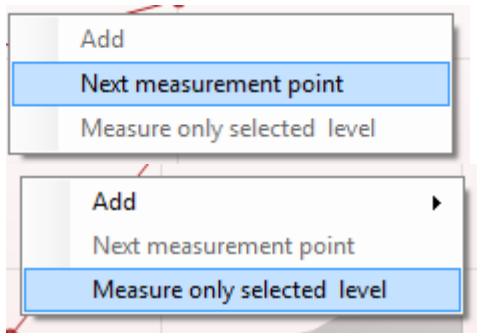 Add
Next measurement point
Measure only selected level
Add
Next measurement point
Measure only selected level